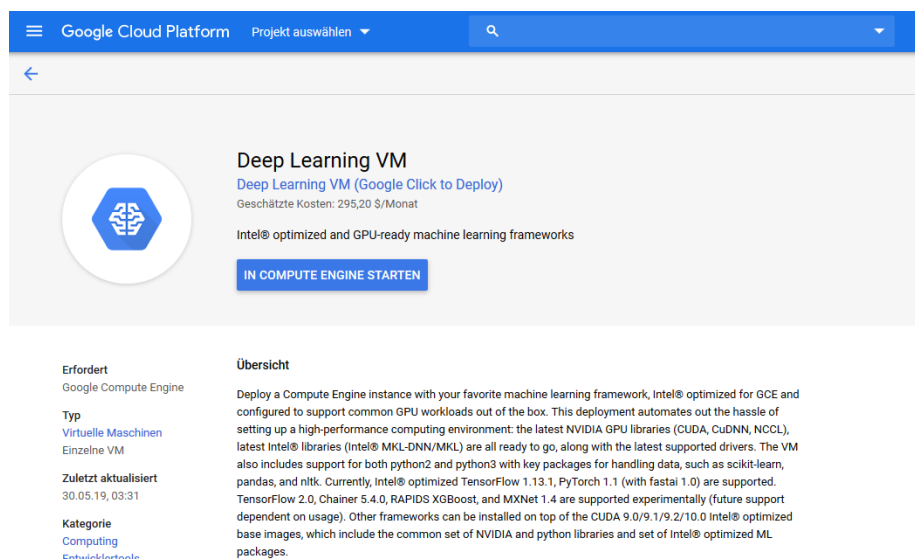 Google Cloud Platform Projekt auswählen
Deep Learning VM
Deep Learning VM (Google Click to Deploy)
Geschätzte Kosten: 295,20 $/Monat
Intel® optimized and GPU-ready machine learning frameworks
IN COMPUTE ENGINE STARTEN
Erfordert
Google Compute Engine
Typ
Virtuelle Maschinen
Einzelne VM
Zuletzt aktualisiert
30.05.19, 03:31
Kategorie
Computing
Entwicklertools
Übersicht
Deploy a Compute Engine instance with your favorite machine learning framework, Intel® optimized for GCE and
configured to support common GPU workloads out of the box. This deployment automates out the hassle of
setting up a high-performance computing environment: the latest NVIDIA GPU libraries (CUDA, CuDNN, NCCL),
latest Intel® libraries (Intel® MKL-DNN/MKL) are all ready to go, along with the latest supported drivers. The VM
also includes support for both python2 and python3 with key packages for handling data, such as scikit-learn,
pandas, and nltk. Currently, Intel® optimized TensorFlow 1.13.1, PyTorch 1.1 (with fastai 1.0) are supported.
TensorFlow 2.0, Chainer 5.4.0, RAPIDS XGBoost, and MXNet 1.4 are supported experimentally (future support
dependent on usage). Other frameworks can be installed on top of the CUDA 9.0/9.1/9.2/10.0 Intel® optimized
base images, which include the common set of NVIDIA and python libraries and set of Intel® optimized ML
packages.